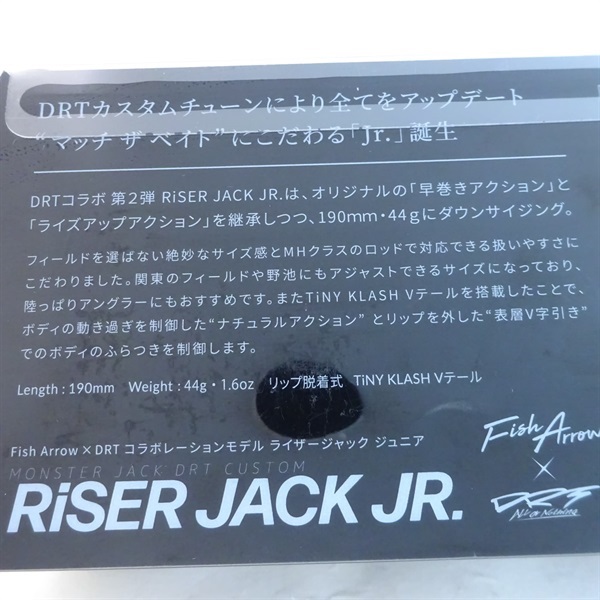 DRTカスタムチューンにより全てをアップデート
“マッチ ザ ベイト”にこだわる「Jr.」誕生
DRTコラボ 第2弾 RiSER JACK JR.は、オリジナルの「早巻きアクション」と
「ライズアップアクション」を継承しつつ、190mm・44gにダウンサイジング。
フィールドを選ばない絶妙なサイズ感とMHクラスのロッドで対応できる扱いやすさに
こだわりました。関東のフィールドや野池にもアジャストできるサイズになっており、
陸っぱりアングラーにもおすすめです。またTiNY KLASH Vテールを搭載したことで、
ボディの動き過ぎを制御した“ナチュラルアクション” とリップを外した“表層V字引き”
でのボディのふらつきを制御します。
Length : 190mm Weight : 44g・1.6oz リップ脱着式 TiNY KLASH Vテール
Fish Arrow × DRT コラボレーションモデル ライザージャック ジュニア
MONSTER JACK DRT CUSTOM
RiSER JACK JR.
Fish Arrow
×
DRT